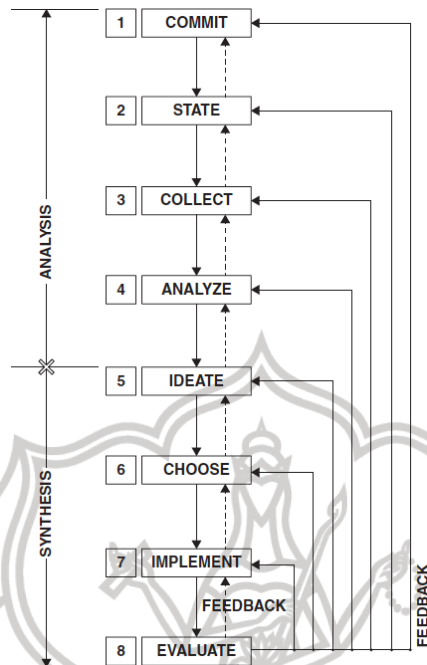 1 COMMIT
2 STATE
3 COLLECT
ANALYSIS
4 ANALYZE
5 IDEATE
6 CHOOSE
SYNTHESIS
7 IMPLEMENT
FEEDBACK
FEEDBACK
8 EVALUATE